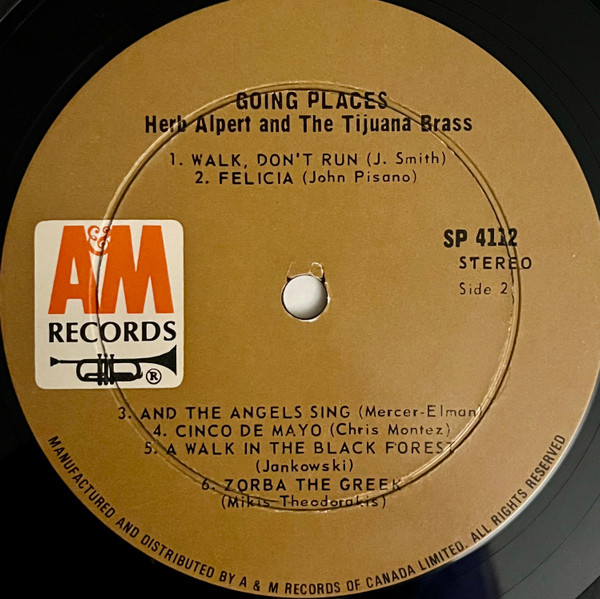 GOING PLACES
Herb Alpert and The Tijuana Brass
1. WALK, DON'T RUN (J. Smith)
2. FELICIA (John Pisano)
A&M
RECORDS
®
SP 4112
STEREO
Side 2
3. AND THE ANGELS SING (Mercer-Elman)
4. CINCO DE MAYO (Chris Montez)
5. A WALK IN THE BLACK FOREST
(Jankowski)
6. ZORBA THE GREEK
(Mikis Theodorakis)
MANUFACTURED AND DISTRIBUTED BY A & M RECORDS OF CANADA LIMITED. ALL RIGHTS RESERVED